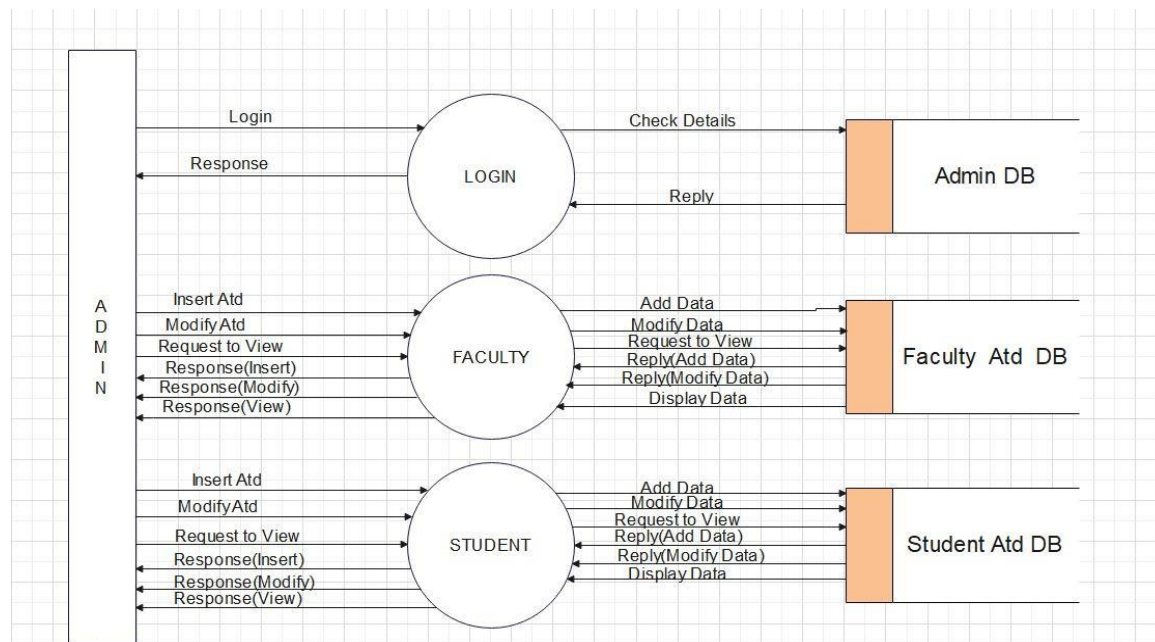 Login
Check Details
Response
LOGIN
Admin DB
Reply
ADMIN
Insert Atd
Add Data
Modify Atd
Modify Data
Request to View
Request to View
FACULTY
Faculty Atd DB
Response(Insert)
Reply(Add Data)
Response(Modify)
Reply(Modify Data)
Response(View)
Display Data
Insert Atd
Add Data
Modify Atd
Modify Data
Request to View
Request to View
STUDENT
Student Atd DB
Reply(Add Data)
Response(Insert)
Reply(Modify Data)
Response(Modify)
Display Data
Response(View)